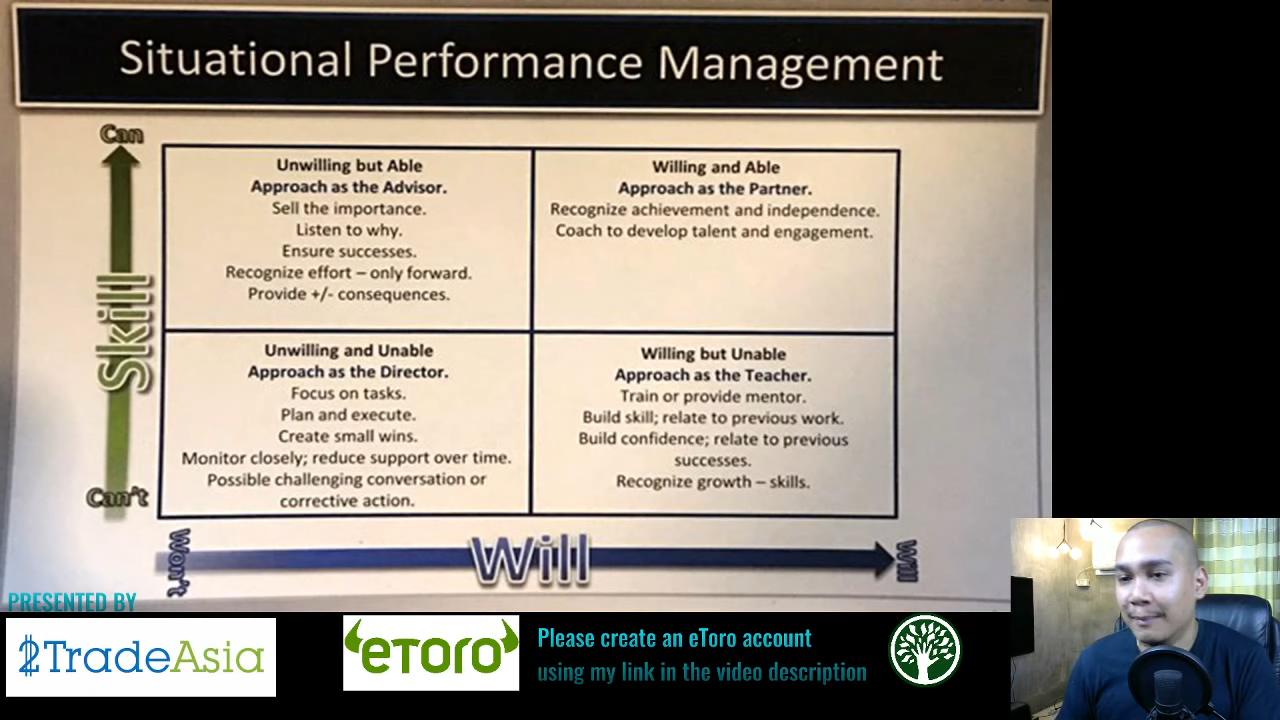 Situational Performance Management
Can
Unwilling but Able
Approach as the Advisor.
Sell the importance.
Listen to why.
Ensure successes.
Recognize effort – only forward.
Provide +/- consequences.
Willing and Able
Approach as the Partner.
Recognize achievement and independence.
Coach to develop talent and engagement.
Skill
Unwilling and Unable
Approach as the Director.
Focus on tasks.
Plan and execute.
Create small wins.
Monitor closely; reduce support over time.
Possible challenging conversation or
corrective action.
Willing but Unable
Approach as the Teacher.
Train or provide mentor.
Build skill; relate to previous work.
Build confidence; relate to previous
successes.
Recognize growth – skills.
Can't
Won't
Will
Will
PRESENTED BY
2TradeAsia
eTORO
Please create an eToro account
using my link in the video description